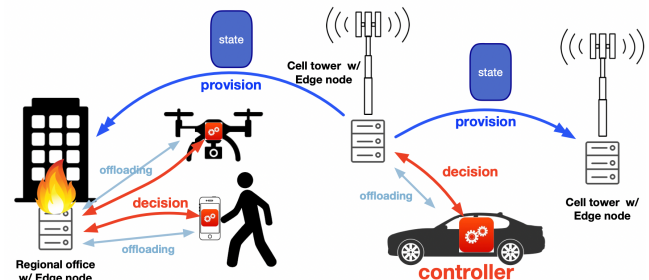 state
provision
Cell tower w/
Edge node
state
provision
offloading
decision
offloading
decision
offloading
controller
Cell tower w/
Edge node
Regional office
w/ Edge node